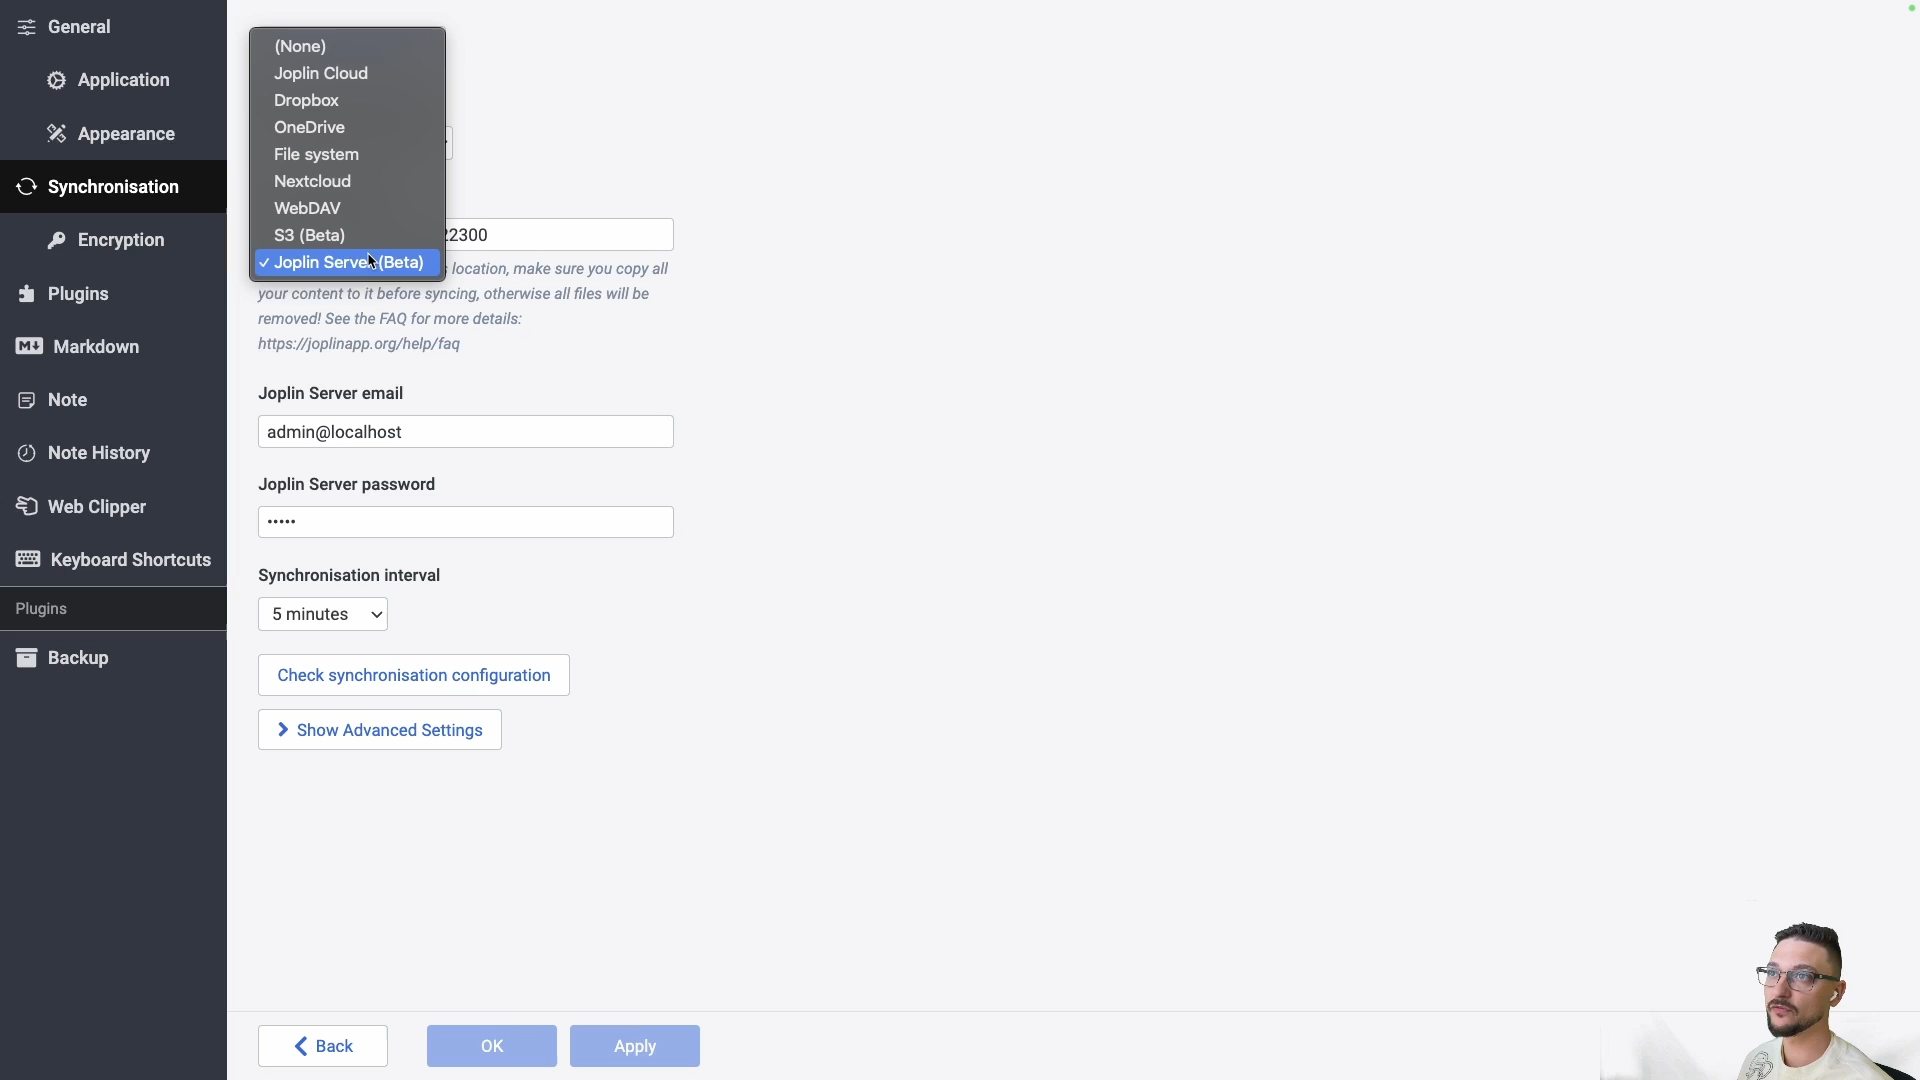 General
Application
Appearance
Synchronisation
Encryption
Plugins
Markdown
Note
Note History
Web Clipper
Keyboard Shortcuts
Plugins
Backup
(None)
Joplin Cloud
Dropbox
OneDrive
File system
Nextcloud
WebDAV
S3 (Beta)
✓ Joplin Server (Beta)
22300
location, make sure you copy all
your content to it before syncing, otherwise all files will be
removed! See the FAQ for more details:
https://joplinapp.org/help/faq
Joplin Server email
admin@localhost
Joplin Server password
•••••
Synchronisation interval
5 minutes
Check synchronisation configuration
Show Advanced Settings
Back
OK
Apply